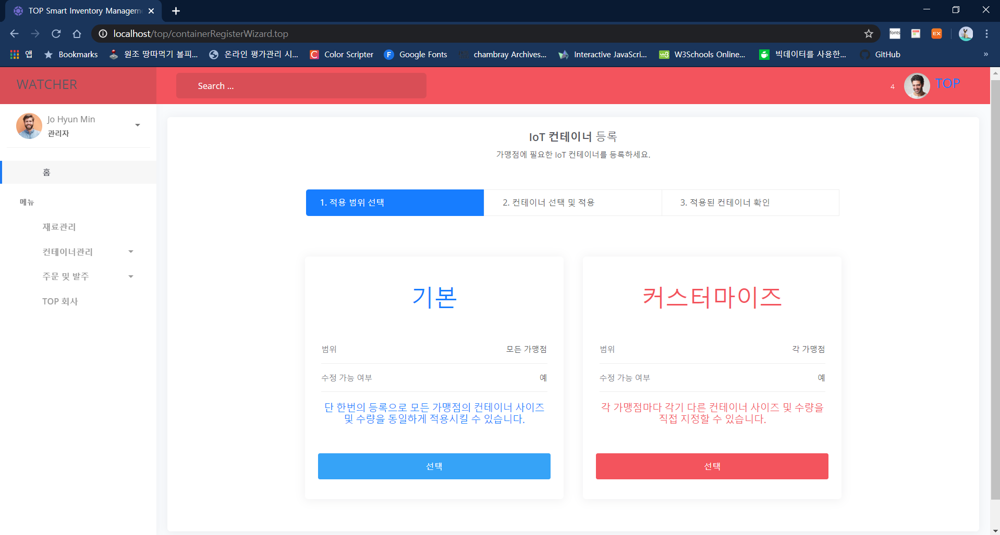 TOP Smart Inventory Managem
localhost/top/containerRegisterWizard.top
fonts
EX
앱
Bookmarks
원조 땅따먹기 볼피...
온라인 평가관리 시...
Color Scripter
Google Fonts
chambray Archives...
Interactive JavaScri...
W3Schools Online...
빅데이터를 사용한...
GitHub
»
WATCHER
Search ...
4
TOP
Jo Hyun Min
관리자
홈
메뉴
재료관리
컨테이너관리
주문 및 발주
TOP 회사
IoT 컨테이너 등록
가맹점에 필요한 IoT 컨테이너를 등록하세요.
1. 적용 범위 선택
2. 컨테이너 선택 및 적용
3. 적용된 컨테이너 확인
기본
범위 모든 가맹점
수정 가능 여부 예
단 한번의 등록으로 모든 가맹점의 컨테이너 사이즈
및 수량을 동일하게 적용시킬 수 있습니다.
선택
커스터마이즈
범위 각 가맹점
수정 가능 여부 예
각 가맹점마다 각기 다른 컨테이너 사이즈 및 수량을
직접 지정할 수 있습니다.
선택